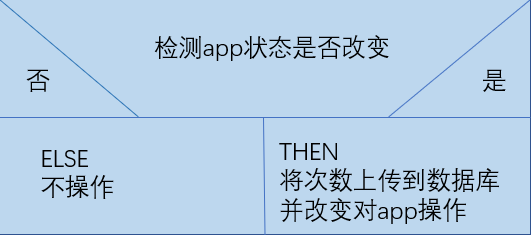 检测app状态是否改变
否
是
ELSE
不操作
THEN
将次数上传到数据库
并改变对app操作